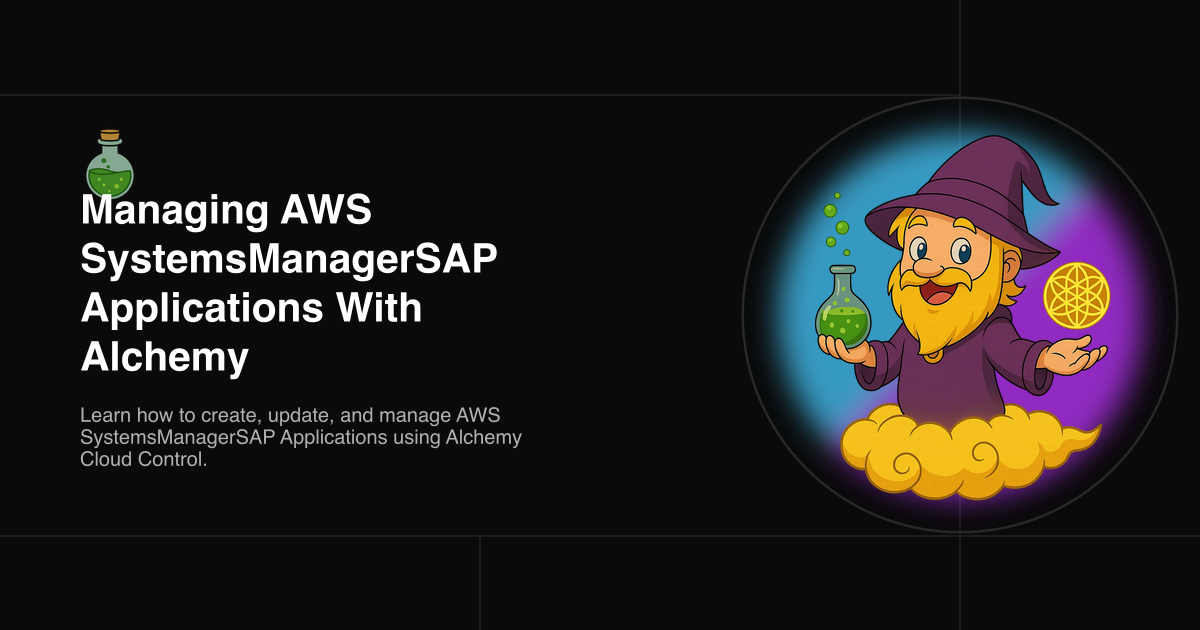 Managing AWS
SystemsManagerSAP
Applications With
Alchemy
Learn how to create, update, and manage AWS
SystemsManagerSAP Applications using Alchemy
Cloud Control.